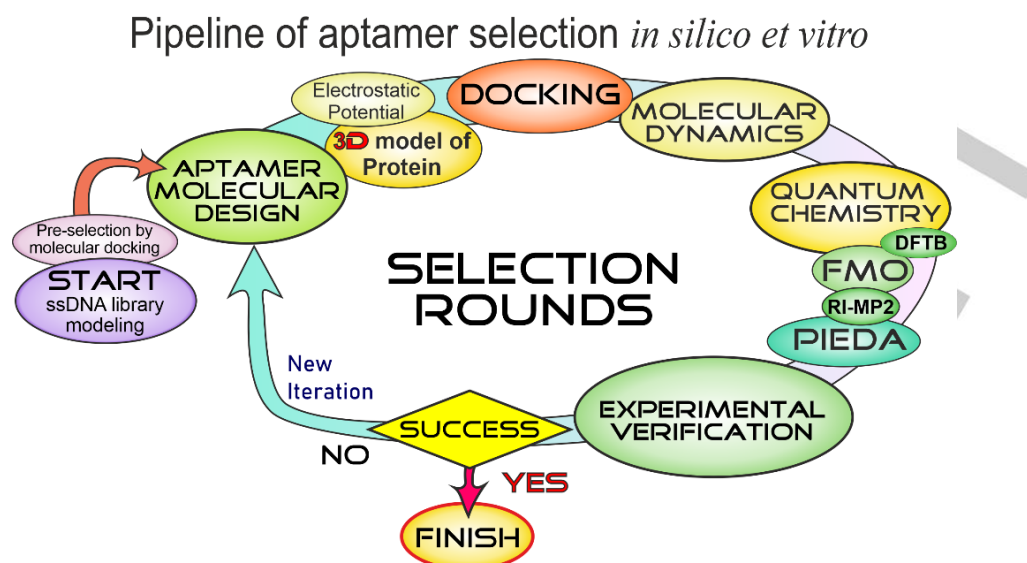 Pipeline of aptamer selection in silico et vitro
Electrostatic
Potential
3D model of
Protein
DOCKING
MOLECULAR
DYNAMICS
APTAMER
MOLECULAR
DESIGN
QUANTUM
CHEMISTRY
DFTB
FMO
RI-MP2
PIEDA
Pre-selection by
molecular docking
START
ssDNA library
modeling
SELECTION
ROUNDS
New
Iteration
EXPERIMENTAL
VERIFICATION
SUCCESS
NO
YES
FINISH